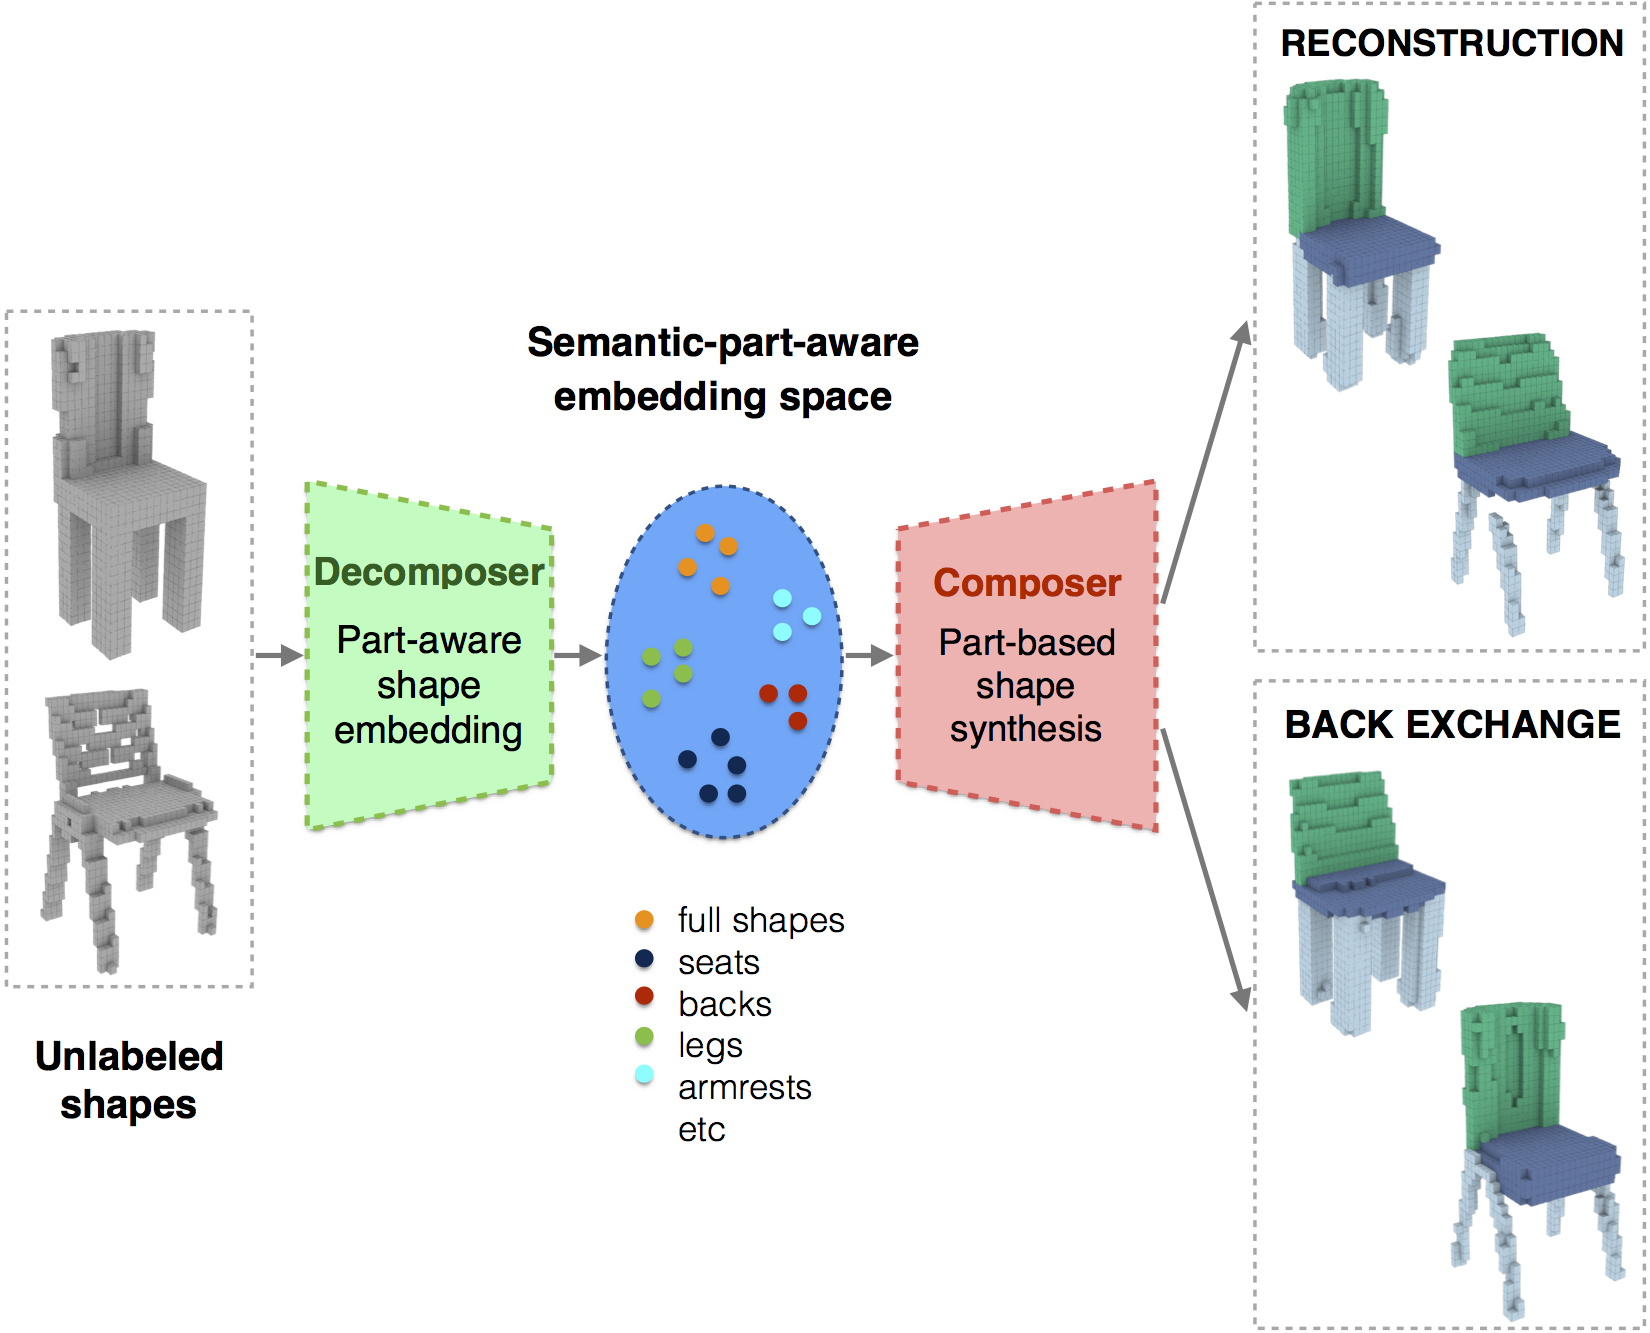 Unlabeled
shapes
Decomposer
Part-aware
shape
embedding
Semantic-part-aware
embedding space
full shapes
seats
backs
legs
armrests
etc
Composer
Part-based
shape
synthesis
RECONSTRUCTION
BACK EXCHANGE